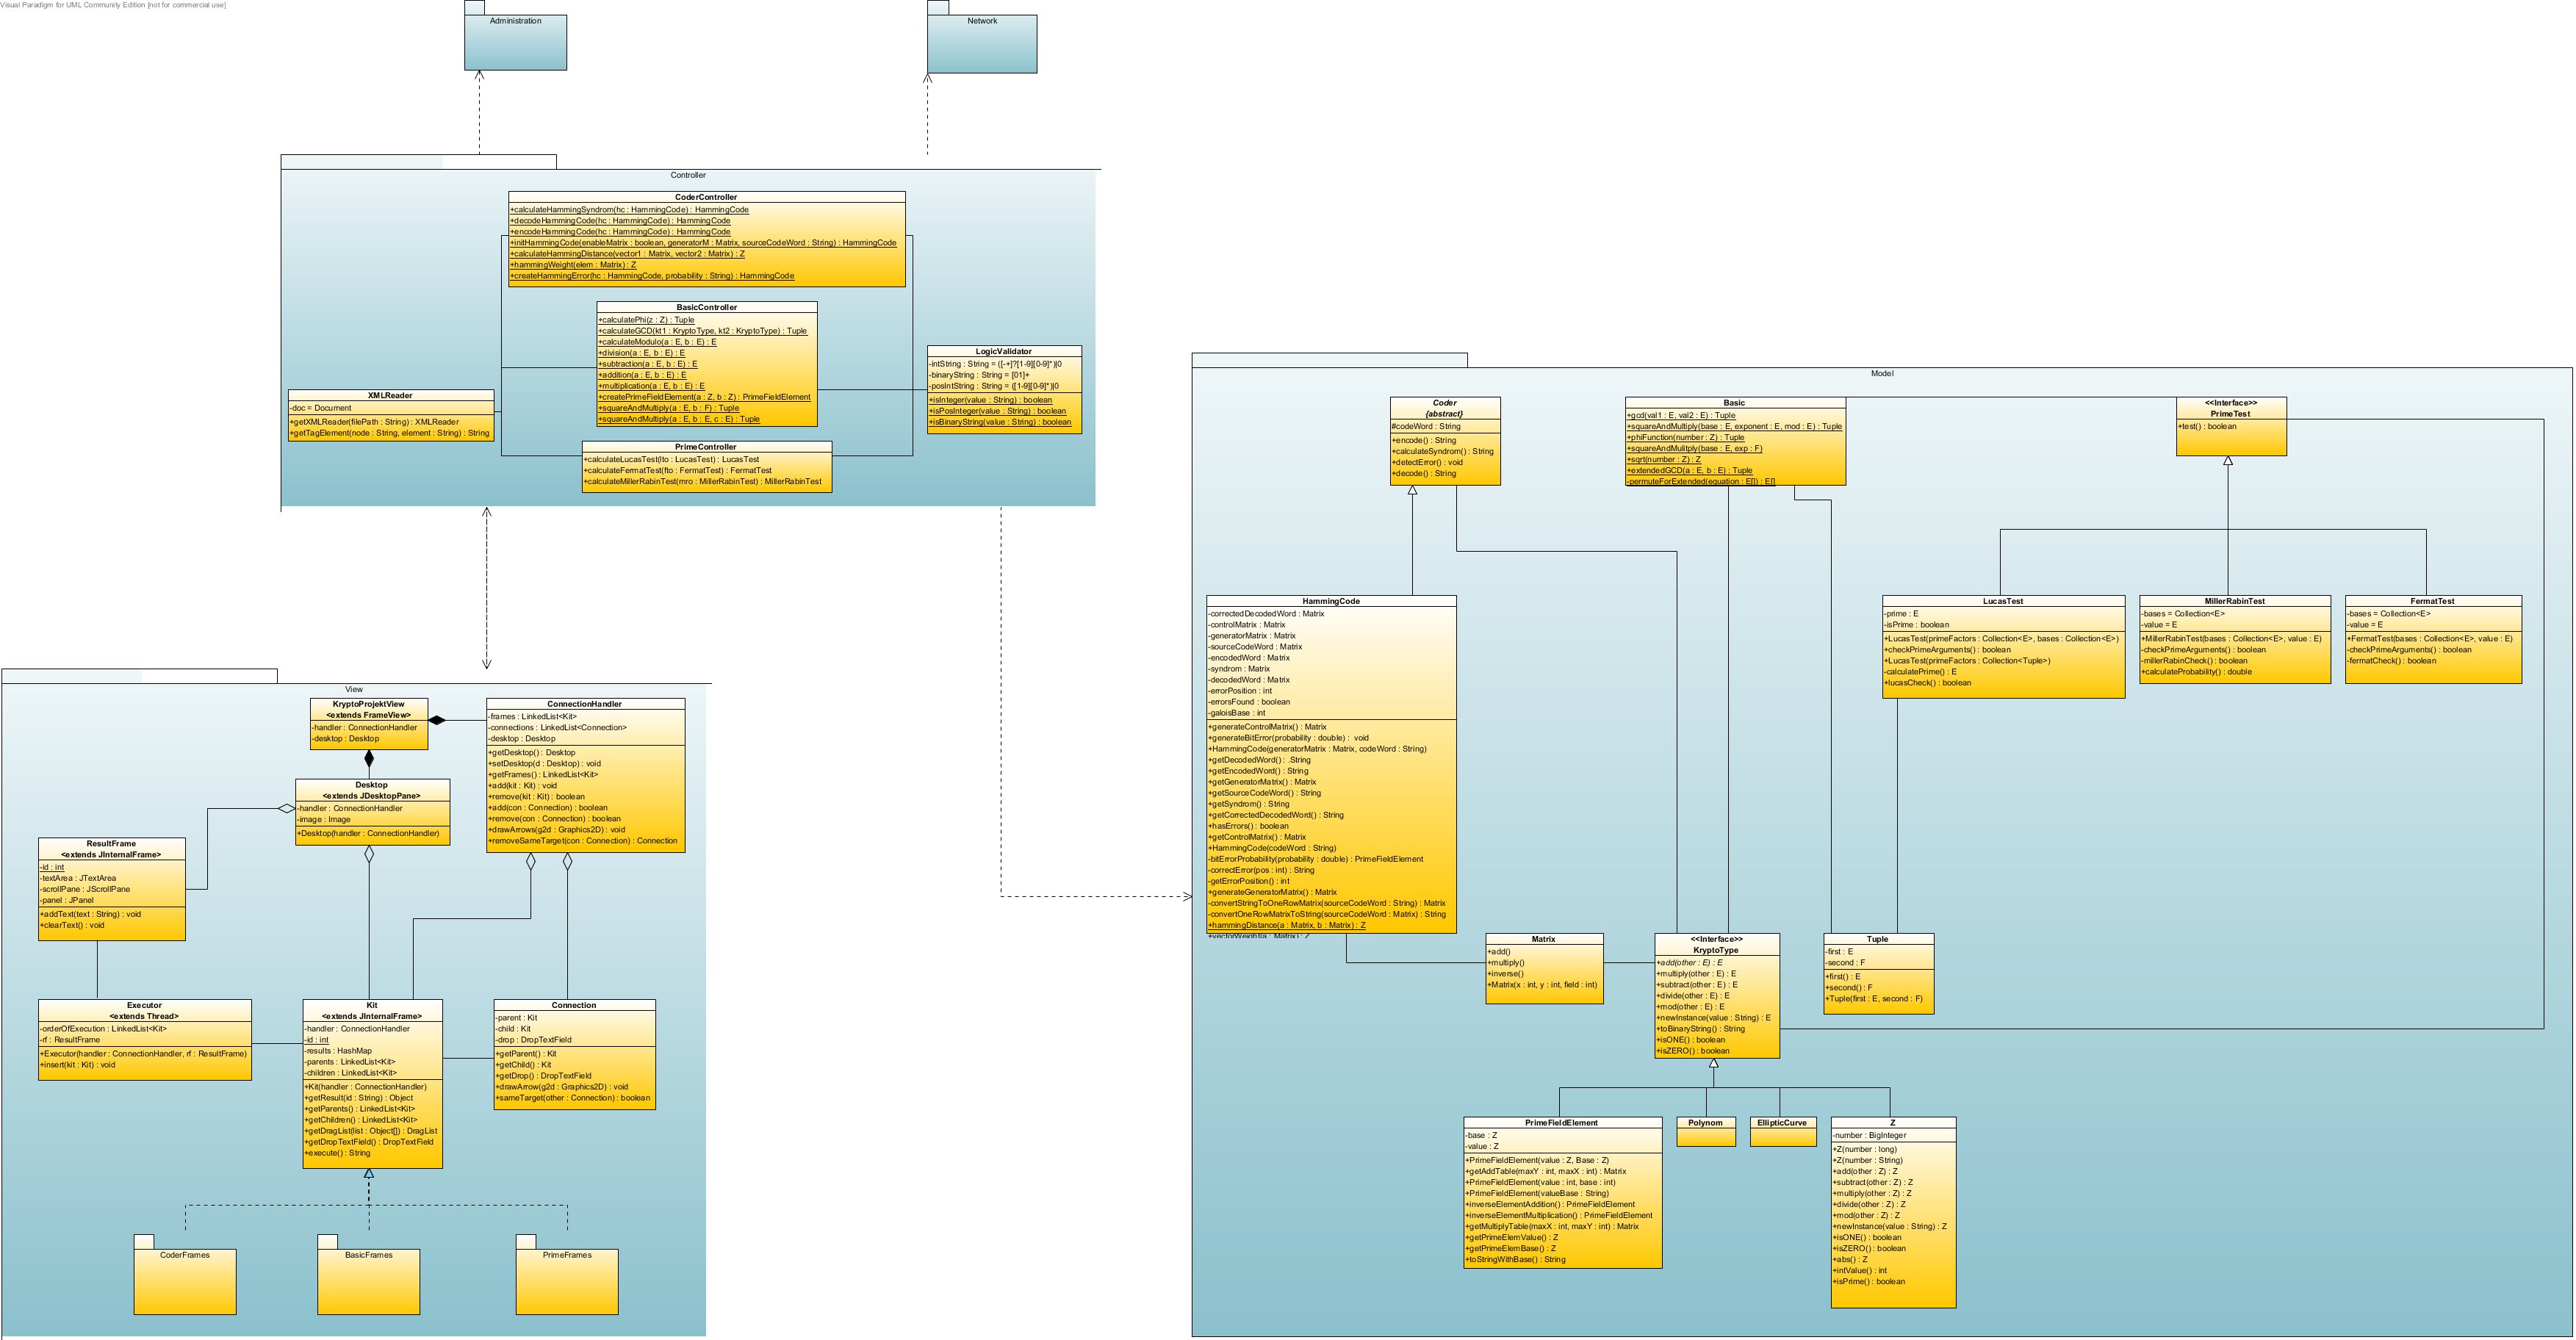 Visual Paradigm for UML Community Edition [not for commercial use]
Administration
Network
Controller
CoderController
+calculateHammingSyndrom(hc : HammingCode) : HammingCode
+decodeHammingCode(hc : HammingCode) : HammingCode
+encodeHammingCode(hc : HammingCode) : HammingCode
+initHammingCode(enableMatrix : boolean, generatorM : Matrix, sourceCodeWord : String) : HammingCode
+calculateHammingDistance(vector1 : Matrix, vector2 : Matrix) : Z
+hammingWeight(elem : Matrix) : Z
+createHammingError(hc : HammingCode, probability : String) : HammingCode
BasicController
+calculatePhi(z : Z) : Tuple
+calculateGCD(kt1 : KryptoType, kt2 : KryptoType) : Tuple
+calculateModulo(a : E, b : E) : E
+division(a : E, b : E) : E
+subtraction(a : E, b : E) : E
+addition(a : E, b : E) : E
+multiplication(a : E, b : E) : E
+createPrimeFieldElement(a : Z, b : Z) : PrimeFieldElement
+squareAndMultiply(a : E, b : F) : Tuple
+squareAndMultiply(a : E, b : E, c : E) : Tuple
LogicValidator
-intString : String = ([-+]?[1-9][0-9]*)|0
-binaryString : String = [01]+
-posIntString : String = ([1-9][0-9]*)|0
+isInteger(value : String) : boolean
+isPosInteger(value : String) : boolean
+isBinaryString(value : String) : boolean
XMLReader
-doc = Document
+getXMLReader(filePath : String) : XMLReader
+getTagElement(node : String, element : String) : String
PrimeController
+calculateLucasTest(lto : LucasTest) : LucasTest
+calculateFermatTest(fto : FermatTest) : FermatTest
+calculateMillerRabinTest(mro : MillerRabinTest) : MillerRabinTest
View
KryptoProjektView
<extends FrameView>
-handler : ConnectionHandler
-desktop : Desktop
ConnectionHandler
-frames : LinkedList<Kit>
-connections : LinkedList<Connection>
-desktop : Desktop
+getDesktop() : Desktop
+setDesktop(d : Desktop) : void
+getFrames() : LinkedList<Kit>
+add(kit : Kit) : void
+remove(kit : Kit) : boolean
+add(con : Connection) : boolean
+remove(con : Connection) : boolean
+drawArrows(g2d : Graphics2D) : void
+removeSameTarget(con : Connection) : Connection
Desktop
<extends JDesktopPane>
-handler : ConnectionHandler
-image : Image
+Desktop(handler : ConnectionHandler)
ResultFrame
<extends JInternalFrame>
-id : int
-textArea : JTextArea
-scrollPane : JScrollPane
-panel : JPanel
+addText(text : String) : void
+clearText() : void
Executor
<extends Thread>
-orderOfExecution : LinkedList<Kit>
-rf : ResultFrame
+Executor(handler : ConnectionHandler, rf : ResultFrame)
+insert(kit : Kit) : void
Kit
<extends JInternalFrame>
-handler : ConnectionHandler
-id : int
-results : HashMap
-parents : LinkedList<Kit>
-children : LinkedList<Kit>
+Kit(handler : ConnectionHandler)
+getResult(id : String) : Object
+getParents() : LinkedList<Kit>
+getChildren() : LinkedList<Kit>
+getDragList(list : Object[]) : DragList
+getDropTextField() : DropTextField
+execute() : String
Connection
-parent : Kit
-child : Kit
-drop : DropTextField
+getParent() : Kit
+getChild() : Kit
+getDrop() : DropTextField
+drawArrow(g2d : Graphics2D) : void
+sameTarget(other : Connection) : boolean
CoderFrames
BasicFrames
PrimeFrames
Model
Coder
{abstract}
#codeWord : String
+encode() : String
+calculateSyndrom() : String
+detectError() : void
+decode() : String
Basic
+gcd(val1 : E, val2 : E) : Tuple
+squareAndMultiply(base : E, exponent : E, mod : E) : Tuple
+phiFunction(number : Z) : Tuple
+squareAndMulitply(base : E, exp : F)
+sqrt(number : Z) : Z
+extendedGCD(a : E, b : E) : Tuple
-permuteForExtended(equation : E[]) : E[]
<<Interface>>
PrimeTest
+test() : boolean
HammingCode
-correctedDecodedWord : Matrix
-controlMatrix : Matrix
-generatorMatrix : Matrix
-sourceCodeWord : Matrix
-encodedWord : Matrix
-syndrom : Matrix
-decodedWord : Matrix
-errorPosition : int
-errorsFound : boolean
-galoisBase : int
+generateControlMatrix() : Matrix
+generateBitError(probability : double) : void
+HammingCode(generatorMatrix : Matrix, codeWord : String)
+getDecodedWord() : .String
+getEncodedWord() : String
+getGeneratorMatrix() : Matrix
+getSourceCodeWord() : String
+getSyndrom() : String
+getCorrectedDecodedWord() : String
+hasErrors() : boolean
+getControlMatrix() : Matrix
+HammingCode(codeWord : String)
-bitErrorProbability(probability : double) : PrimeFieldElement
-correctError(pos : int) : String
-getErrorPosition() : int
+generateGeneratorMatrix() : Matrix
-convertStringToOneRowMatrix(sourceCodeWord : String) : Matrix
-convertOneRowMatrixToString(sourceCodeWord : Matrix) : String
+hammingDistance(a : Matrix, b : Matrix) : Z
LucasTest
-prime : E
-isPrime : boolean
+LucasTest(primeFactors : Collection<E>, bases : Collection<E>)
+checkPrimeArguments() : boolean
+LucasTest(primeFactors : Collection<Tuple>)
-calculatePrime() : E
+lucasCheck() : boolean
MillerRabinTest
-bases = Collection<E>
-value = E
+MillerRabinTest(bases : Collection<E>, value : E)
-checkPrimeArguments() : boolean
-millerRabinCheck() : boolean
+calculateProbability() : double
FermatTest
-bases = Collection<E>
-value = E
+FermatTest(bases : Collection<E>, value : E)
-checkPrimeArguments() : boolean
-fermatCheck() : boolean
Matrix
+add()
+multiply()
+inverse()
+Matrix(x : int, y : int, field : int)
<<Interface>>
KryptoType
+add(other : E) : E
+multiply(other : E) : E
+subtract(other : E) : E
+divide(other : E) : E
+mod(other : E) : E
+newInstance(value : String) : E
+toBinaryString() : String
+isONE() : boolean
+isZERO() : boolean
Tuple
-first : E
-second : F
+first() : E
+second() : F
+Tuple(first : E, second : F)
PrimeFieldElement
-base : Z
-value : Z
+PrimeFieldElement(value : Z, Base : Z)
+getAddTable(maxY : int, maxX : int) : Matrix
+PrimeFieldElement(value : int, base : int)
+PrimeFieldElement(valueBase : String)
+inverseElementAddition() : PrimeFieldElement
+inverseElementMultiplication() : PrimeFieldElement
+getMultiplyTable(maxX : int, maxY : int) : Matrix
+getPrimeElemValue() : Z
+getPrimeElemBase() : Z
+toStringWithBase() : String
Polynom
EllipticCurve
Z
-number : BigInteger
+Z(number : long)
+Z(number : String)
+add(other : Z) : Z
+subtract(other : Z) : Z
+multiply(other : Z) : Z
+divide(other : Z) : Z
+mod(other : Z) : Z
+newInstance(value : String) : Z
+isONE() : boolean
+isZERO() : boolean
+abs() : Z
+intValue() : int
+isPrime() : boolean